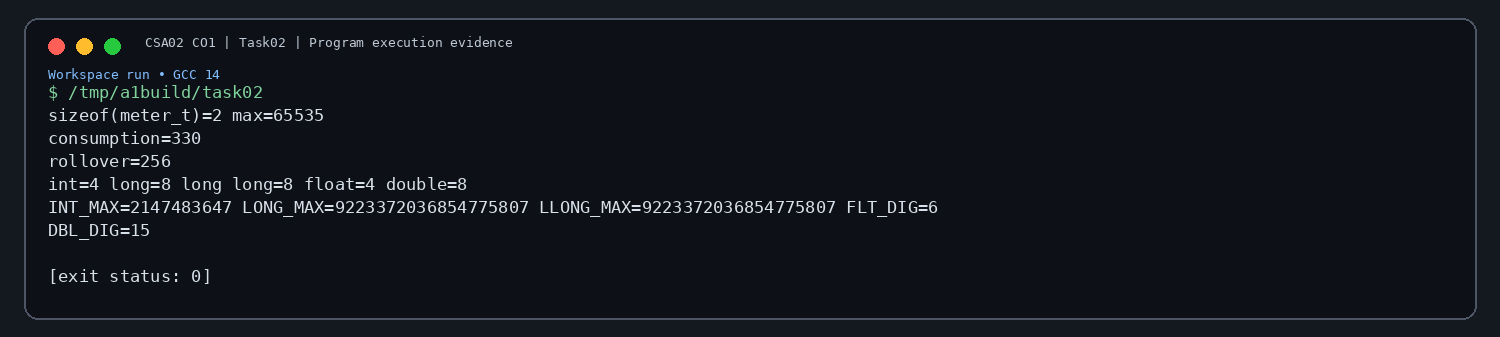 CSA02 CO1 | Task02 | Program execution evidence
Workspace run • GCC 14
$ /tmp/a1build/task02
sizeof(meter_t)=2 max=65535
consumption=330
rollover=256
int=4 long=8 long long=8 float=4 double=8
INT_MAX=2147483647 LONG_MAX=9223372036854775807 LLONG_MAX=9223372036854775807 FLT_DIG=6
DBL_DIG=15
[exit status: 0]